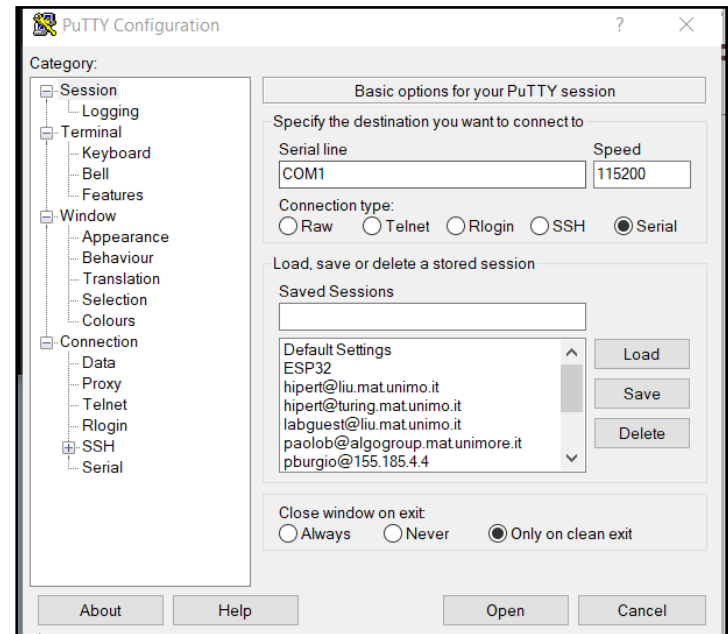 PuTTY Configuration
?
Category:
Session
Logging
Terminal
Keyboard
Bell
Features
Window
Appearance
Behaviour
Translation
Selection
Colours
Connection
Data
Proxy
Telnet
Rlogin
SSH
Serial
Basic options for your PuTTY session
Specify the destination you want to connect to
Serial line Speed
COM1 115200
Connection type:
Raw Telnet Rlogin SSH Serial
Load, save or delete a stored session
Saved Sessions
Default Settings
ESP32
hipert@liu.mat.unimo.it
hipert@turing.mat.unimo.it
labguest@liu.mat.unimo.it
paolob@algogroup.mat.unimore.it
pburgio@155.185.4.4
Load
Save
Delete
Close window on exit:
Always Never Only on clean exit
About Help Open Cancel